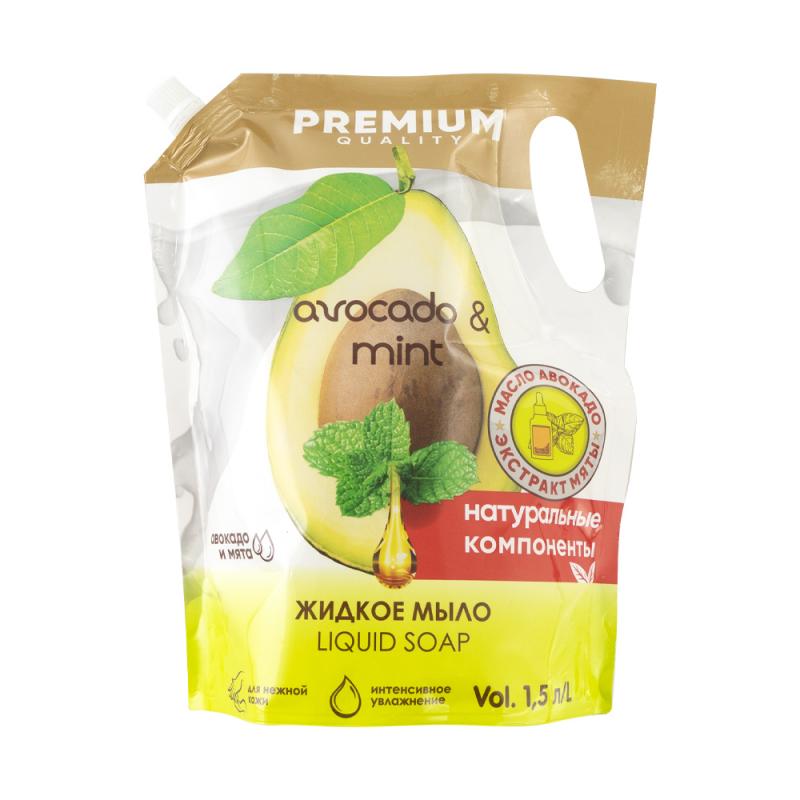 PREMIUM
QUALITY
avocado &
mint
МАСЛО АВОКАДО
ЭКСТРАКТ МЯТЫ
натуральные
компоненты
авокадо
и мята
ЖИДКОЕ МЫЛО
LIQUID SOAP
для нежной
кожи
интенсивное
увлажнение
Vol. 1,5 л/L